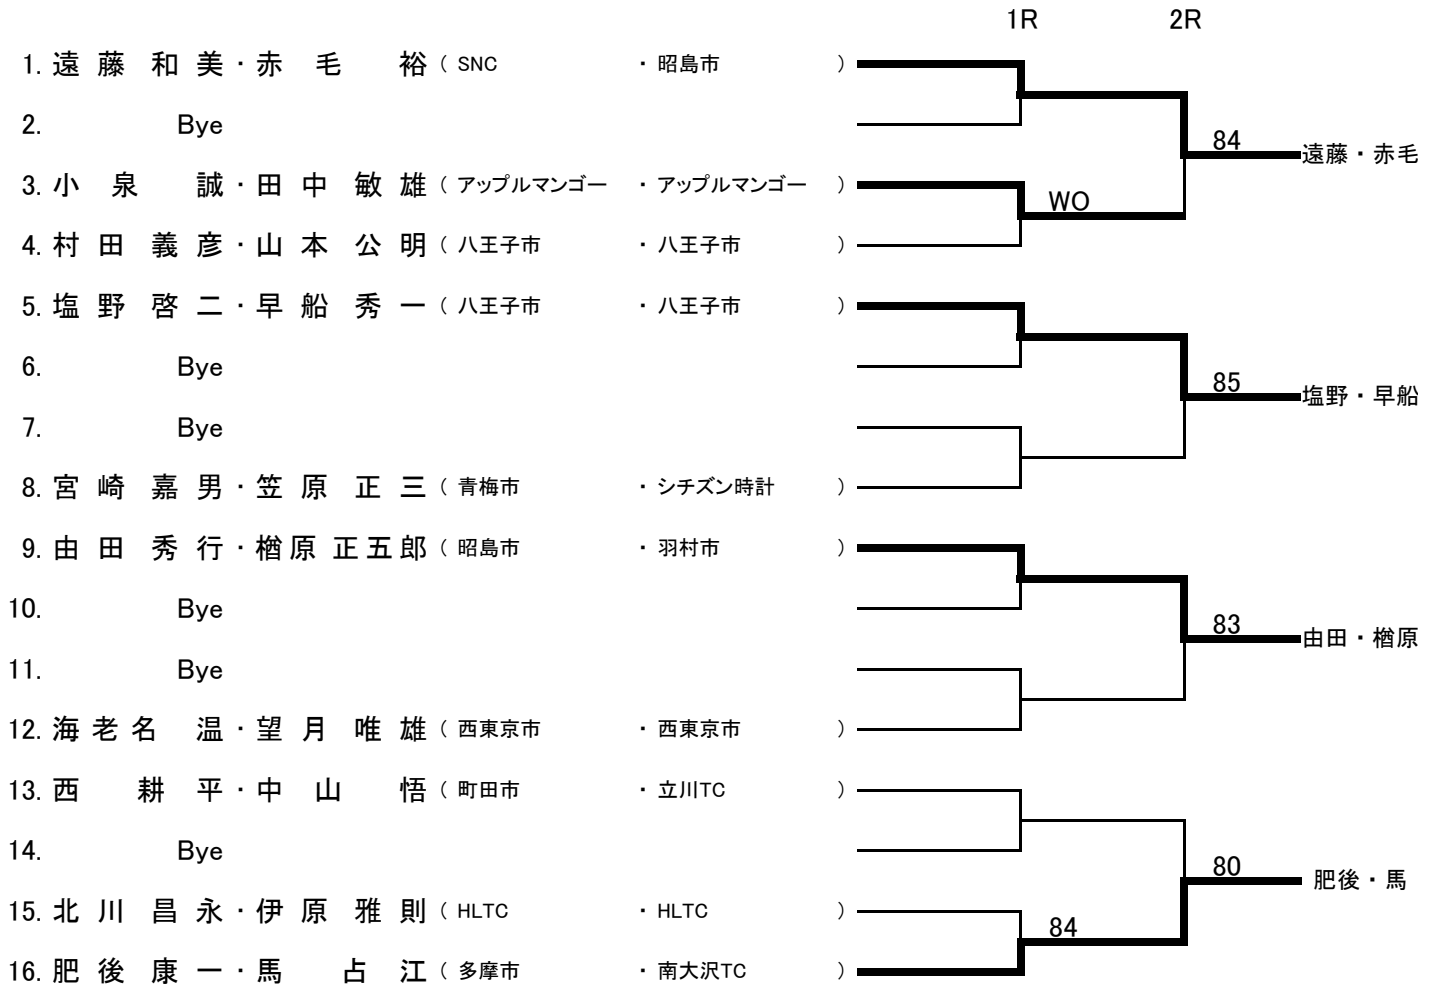 1R 2R
1. 遠藤 和美・赤毛 裕 ( SNC ・ 昭島市 )
2. Bye
84
遠藤・赤毛
3. 小泉 誠・田中 敏雄 ( アップルマンゴー ・ アップルマンゴー )
WO
4. 村田 義彦・山本 公明 ( 八王子市 ・ 八王子市 )
5. 塩野 啓二・早船 秀一 ( 八王子市 ・ 八王子市 )
6. Bye
85
塩野・早船
7. Bye
8. 宮崎 嘉男・笠原 正三 ( 青梅市 ・ シチズン時計 )
9. 由田 秀行・楢原 正五郎 ( 昭島市 ・ 羽村市 )
10. Bye
83
由田・楢原
11. Bye
12. 海老名 温・望月 唯雄 ( 西東京市 ・ 西東京市 )
13. 西 耕平・中山 悟 ( 町田市 ・ 立川TC )
14. Bye
80
肥後・馬
15. 北川 昌永・伊原 雅則 ( HLTC ・ HLTC )
84
16. 肥後 康一・馬 占江 ( 多摩市 ・ 南大沢TC )